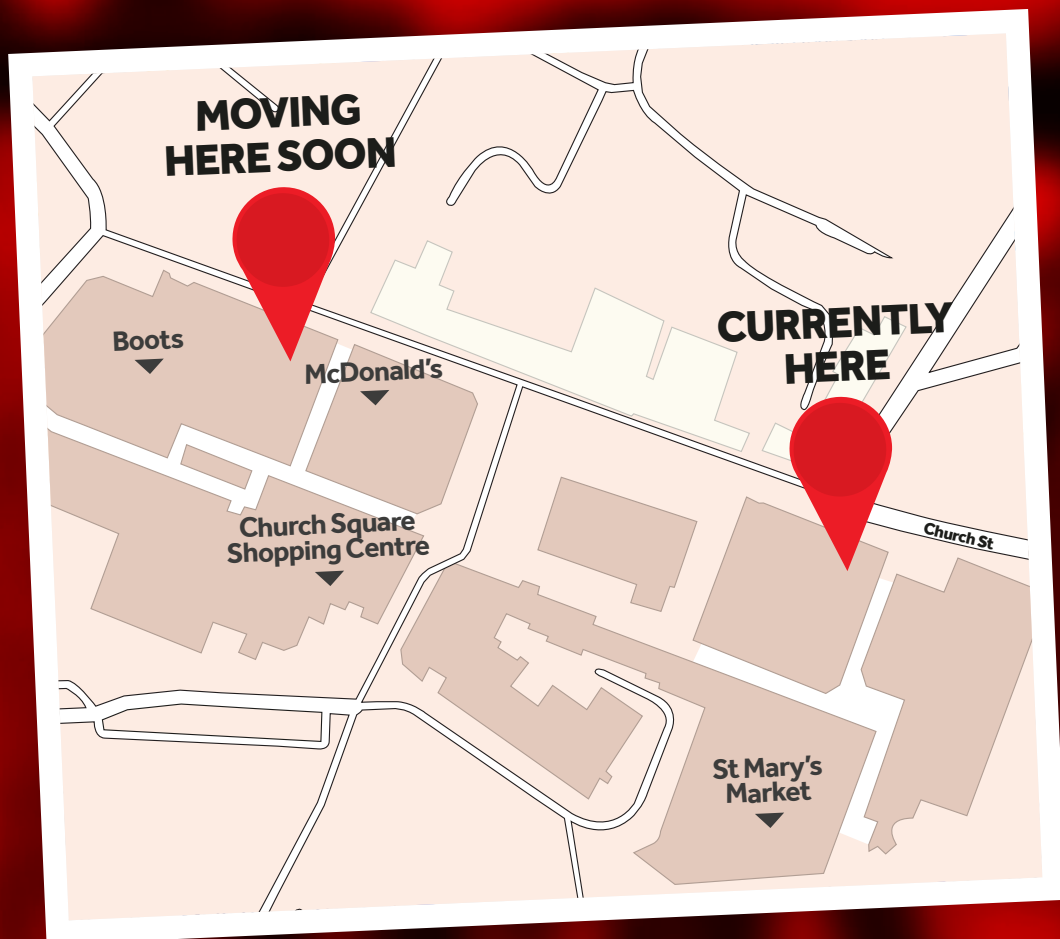 MOVING
HERE SOON
CURRENTLY
HERE
Boots
McDonald's
Church Square
Shopping Centre
Church St
St Mary's
Market